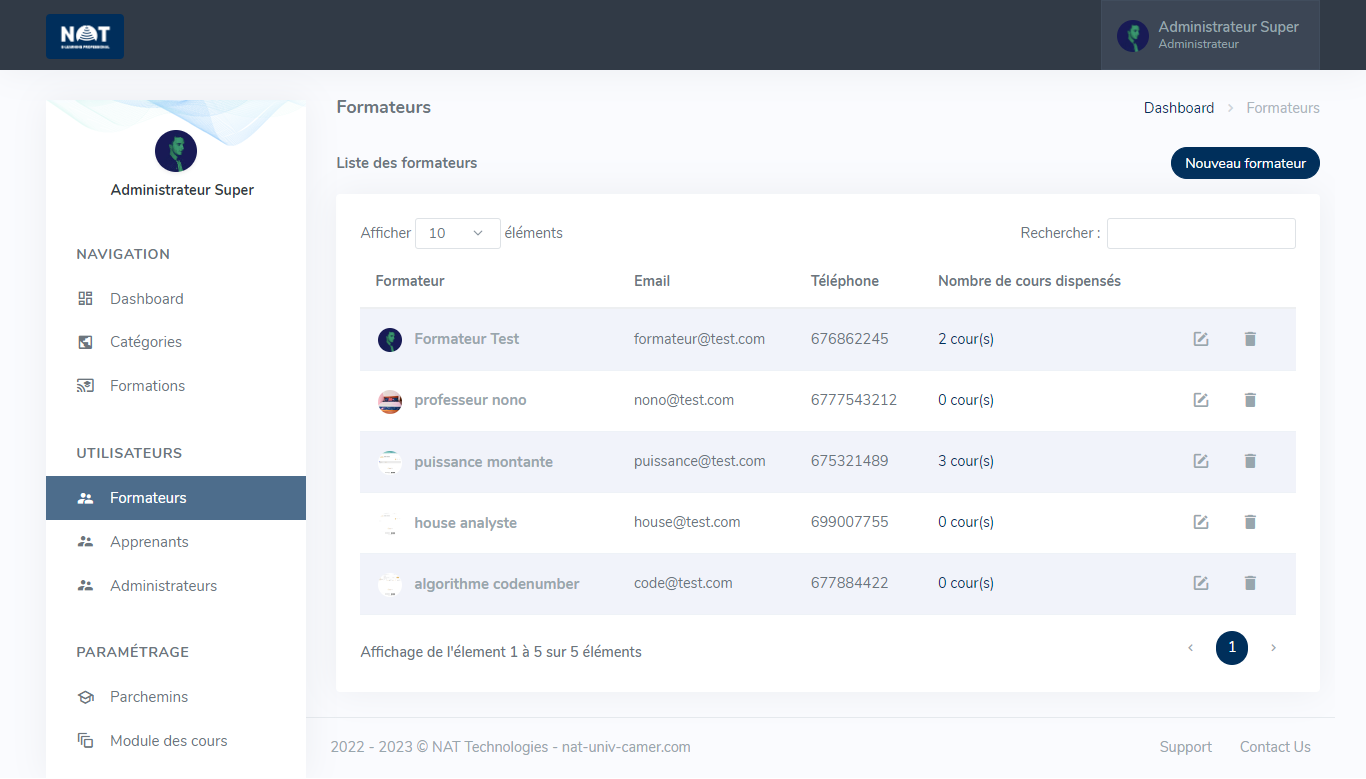 NAT
E-LEARNING PROFESSIONAL
Administrateur Super
Administrateur
Administrateur Super
NAVIGATION
Dashboard
Catégories
Formations
UTILISATEURS
Formateurs
Apprenants
Administrateurs
PARAMÉTRAGE
Parchemins
Module des cours
Formateurs
Dashboard > Formateurs
Liste des formateurs
Nouveau formateur
Afficher 10 éléments
Rechercher :
Formateur Email Téléphone Nombre de cours dispensés
Formateur Test formateur@test.com 676862245 2 cour(s)
professeur nono nono@test.com 6777543212 0 cour(s)
puissance montante puissance@test.com 675321489 3 cour(s)
house analyste house@test.com 699007755 0 cour(s)
algorithme codenumber code@test.com 677884422 0 cour(s)
Affichage de l'élement 1 à 5 sur 5 éléments
‹ 1 ›
2022 - 2023 © NAT Technologies - nat-univ-camer.com
Support Contact Us